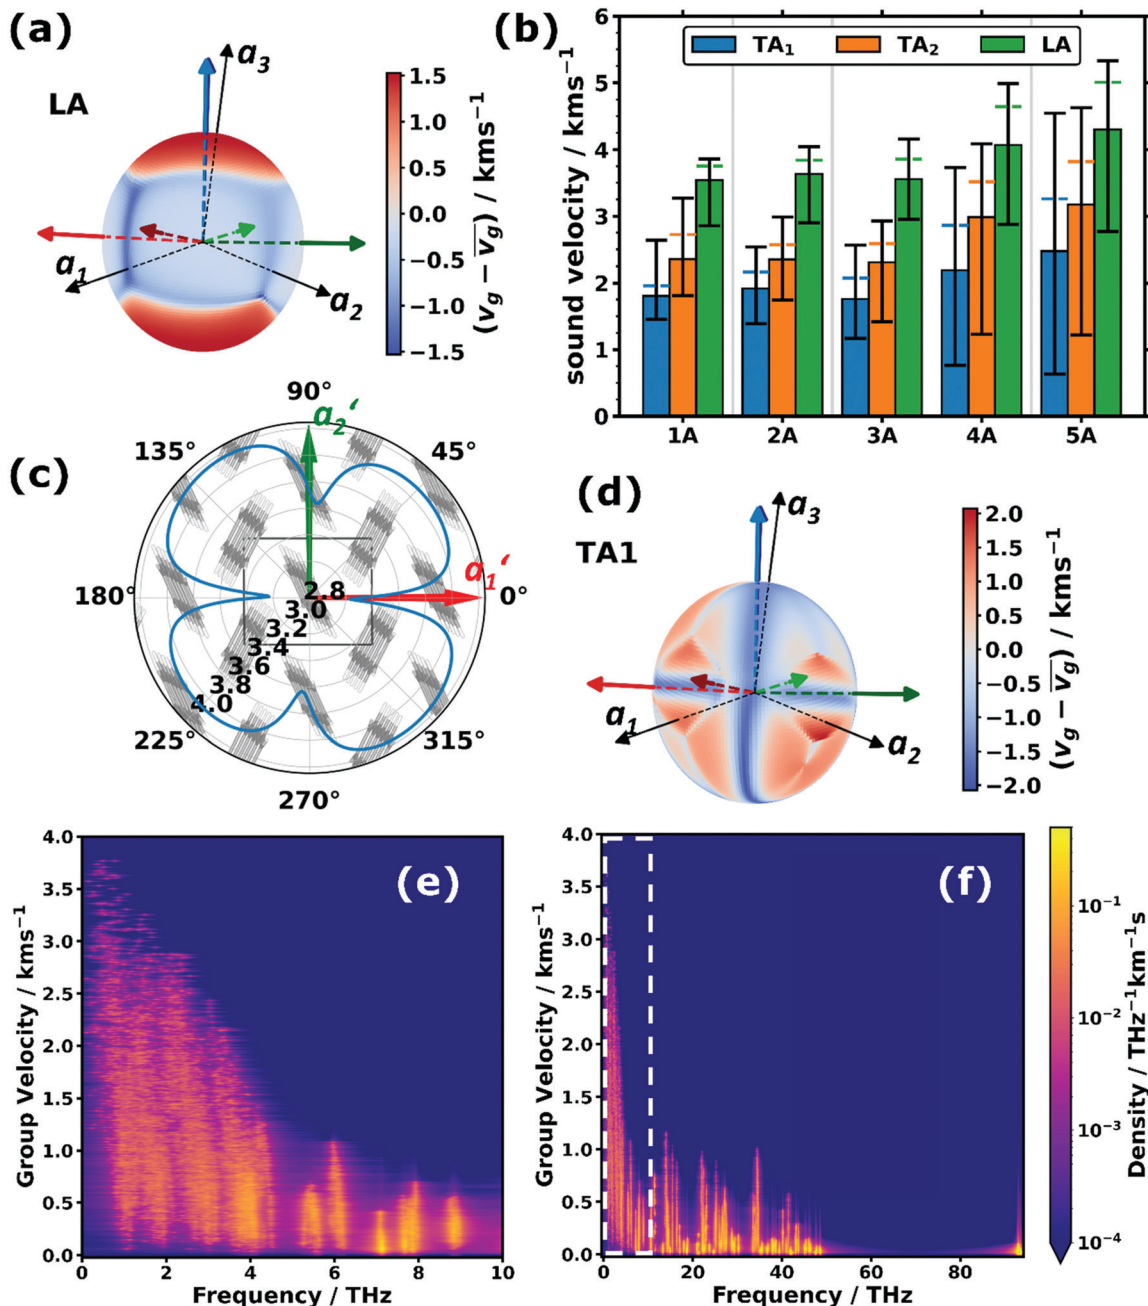 (a)
LA
a3
a1
a2
1.5
1.0
0.5
0.0
−0.5
−1.0
−1.5
(vg − vg) / kms−1
(b)
sound velocity / kms−1
6
5
4
3
2
1
0
TA1 TA2 LA
1A 2A 3A 4A 5A
(c)
90°
a2‘
135° 45°
180° a1‘ 0°
2.8
3.0
3.2
3.4
3.6
3.8
4.0
225° 315°
270°
(d)
TA1
a3
a1
a2
2.0
1.5
1.0
0.5
0.0
−0.5
−1.0
−1.5
−2.0
(vg − vg) / kms−1
(e)
Group Velocity / kms−1
4.0
3.5
3.0
2.5
2.0
1.5
1.0
0.5
0.0
0 2 4 6 8 10
Frequency / THz
(f)
Group Velocity / kms−1
4.0
3.5
3.0
2.5
2.0
1.5
1.0
0.5
0.0
0 20 40 60 80
Frequency / THz
10−1
10−2
10−3
10−4
Density / THz−1km−1s